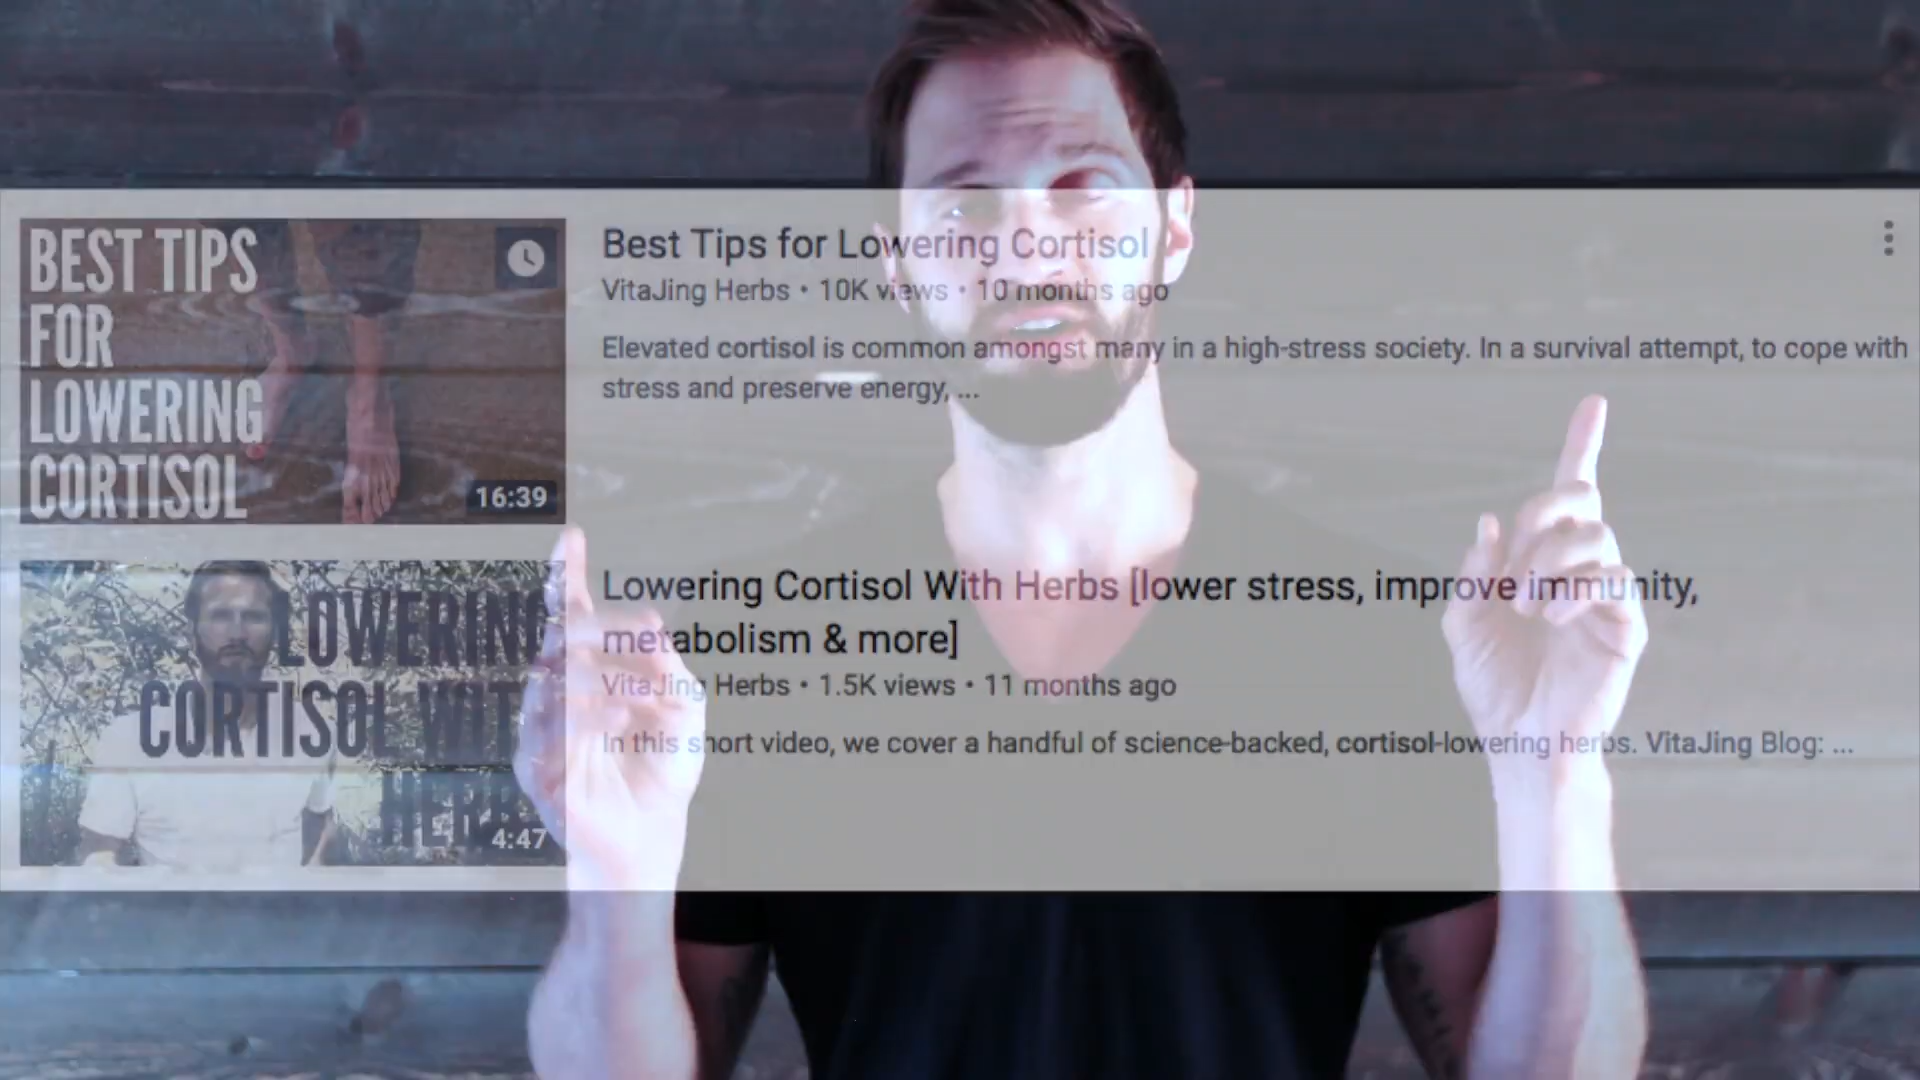 BEST TIPS
FOR
LOWERING
CORTISOL
16:39
Best Tips for Lowering Cortisol
VitaJing Herbs • 10K views • 10 months ago
Elevated cortisol is common amongst many in a high-stress society. In a survival attempt, to cope with
stress and preserve energy, ...
LOWERING
CORTISOL WITH
HERBS
4:47
Lowering Cortisol With Herbs [lower stress, improve immunity,
metabolism & more]
VitaJing Herbs • 1.5K views • 11 months ago
In this short video, we cover a handful of science-backed, cortisol-lowering herbs. VitaJing Blog: ...